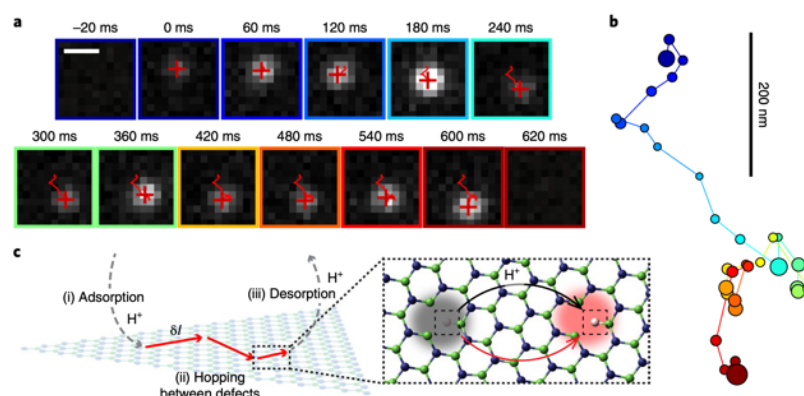 a
b
−20 ms 0 ms 60 ms 120 ms 180 ms 240 ms
300 ms 360 ms 420 ms 480 ms 540 ms 600 ms 620 ms
200 nm
c
(i) Adsorption
H⁺
δl
(ii) Hopping
between defects
(iii) Desorption
H⁺
H⁺